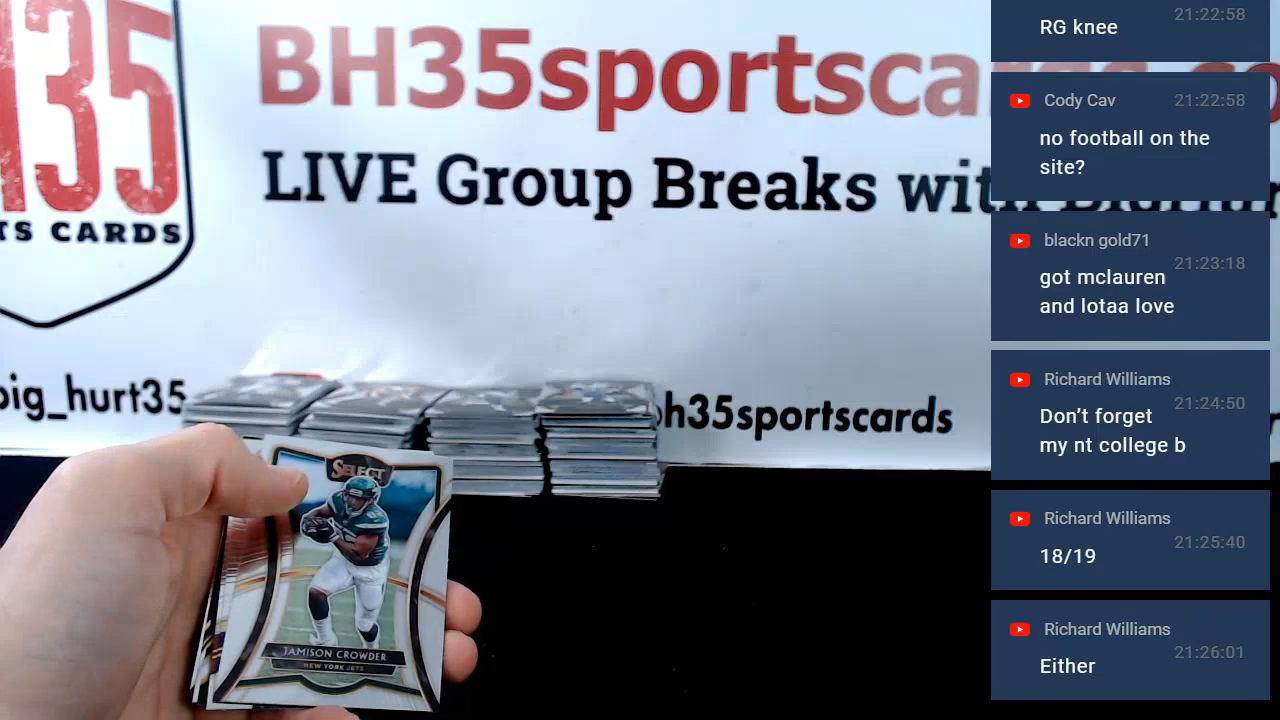 35
TS CARDS
BH35sportsca
LIVE Group Breaks with
big_hurt35
h35sportscards
SELECT
JAMISON CROWDER
NEW YORK JETS
21:22:58
RG knee
Cody Cav 21:22:58
no football on the
site?
blackn gold71
21:23:18
got mclauren
and lotaa love
Richard Williams
21:24:50
Don't forget
my nt college b
Richard Williams
21:25:40
18/19
Richard Williams
21:26:01
Either